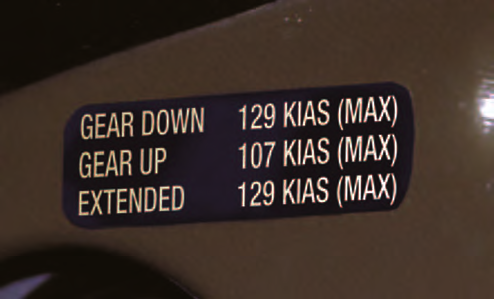 GEAR DOWN 129 KIAS (MAX)
GEAR UP 107 KIAS (MAX)
EXTENDED 129 KIAS (MAX)